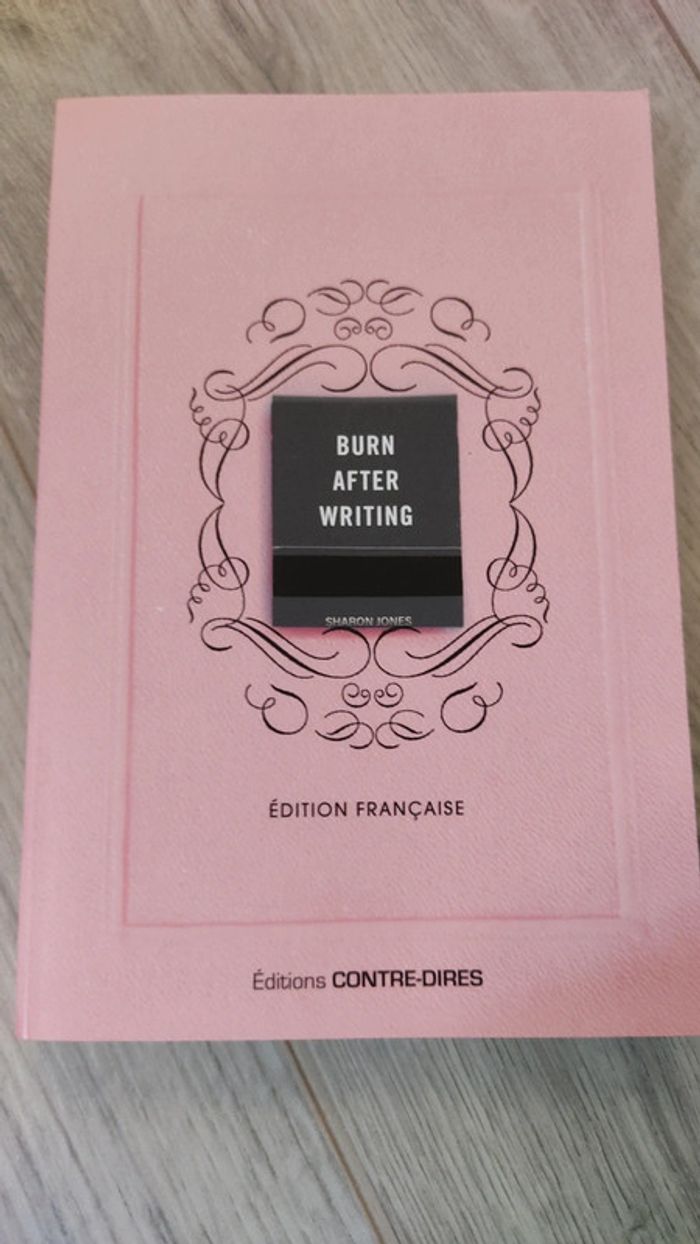 BURN
AFTER
WRITING
SHARON JONES
ÉDITION FRANÇAISE
Éditions CONTRE-DIRES